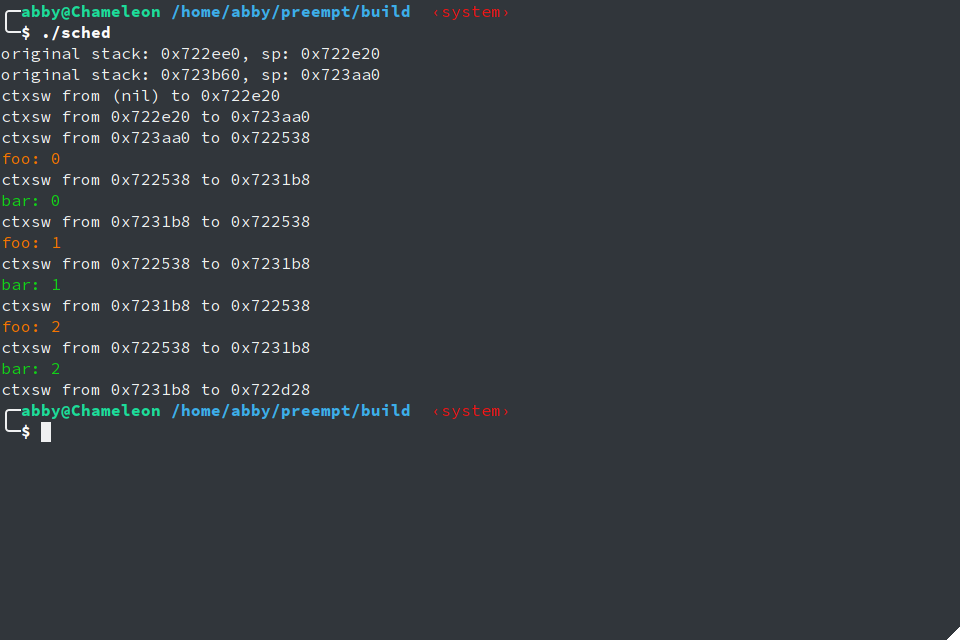 abby@Chameleon /home/abby/preempt/build ‹system›
$ ./sched
original stack: 0x722ee0, sp: 0x722e20
original stack: 0x723b60, sp: 0x723aa0
ctxsw from (nil) to 0x722e20
ctxsw from 0x722e20 to 0x723aa0
ctxsw from 0x723aa0 to 0x722538
foo: 0
ctxsw from 0x722538 to 0x7231b8
bar: 0
ctxsw from 0x7231b8 to 0x722538
foo: 1
ctxsw from 0x722538 to 0x7231b8
bar: 1
ctxsw from 0x7231b8 to 0x722538
foo: 2
ctxsw from 0x722538 to 0x7231b8
bar: 2
ctxsw from 0x7231b8 to 0x722d28
abby@Chameleon /home/abby/preempt/build ‹system›
$